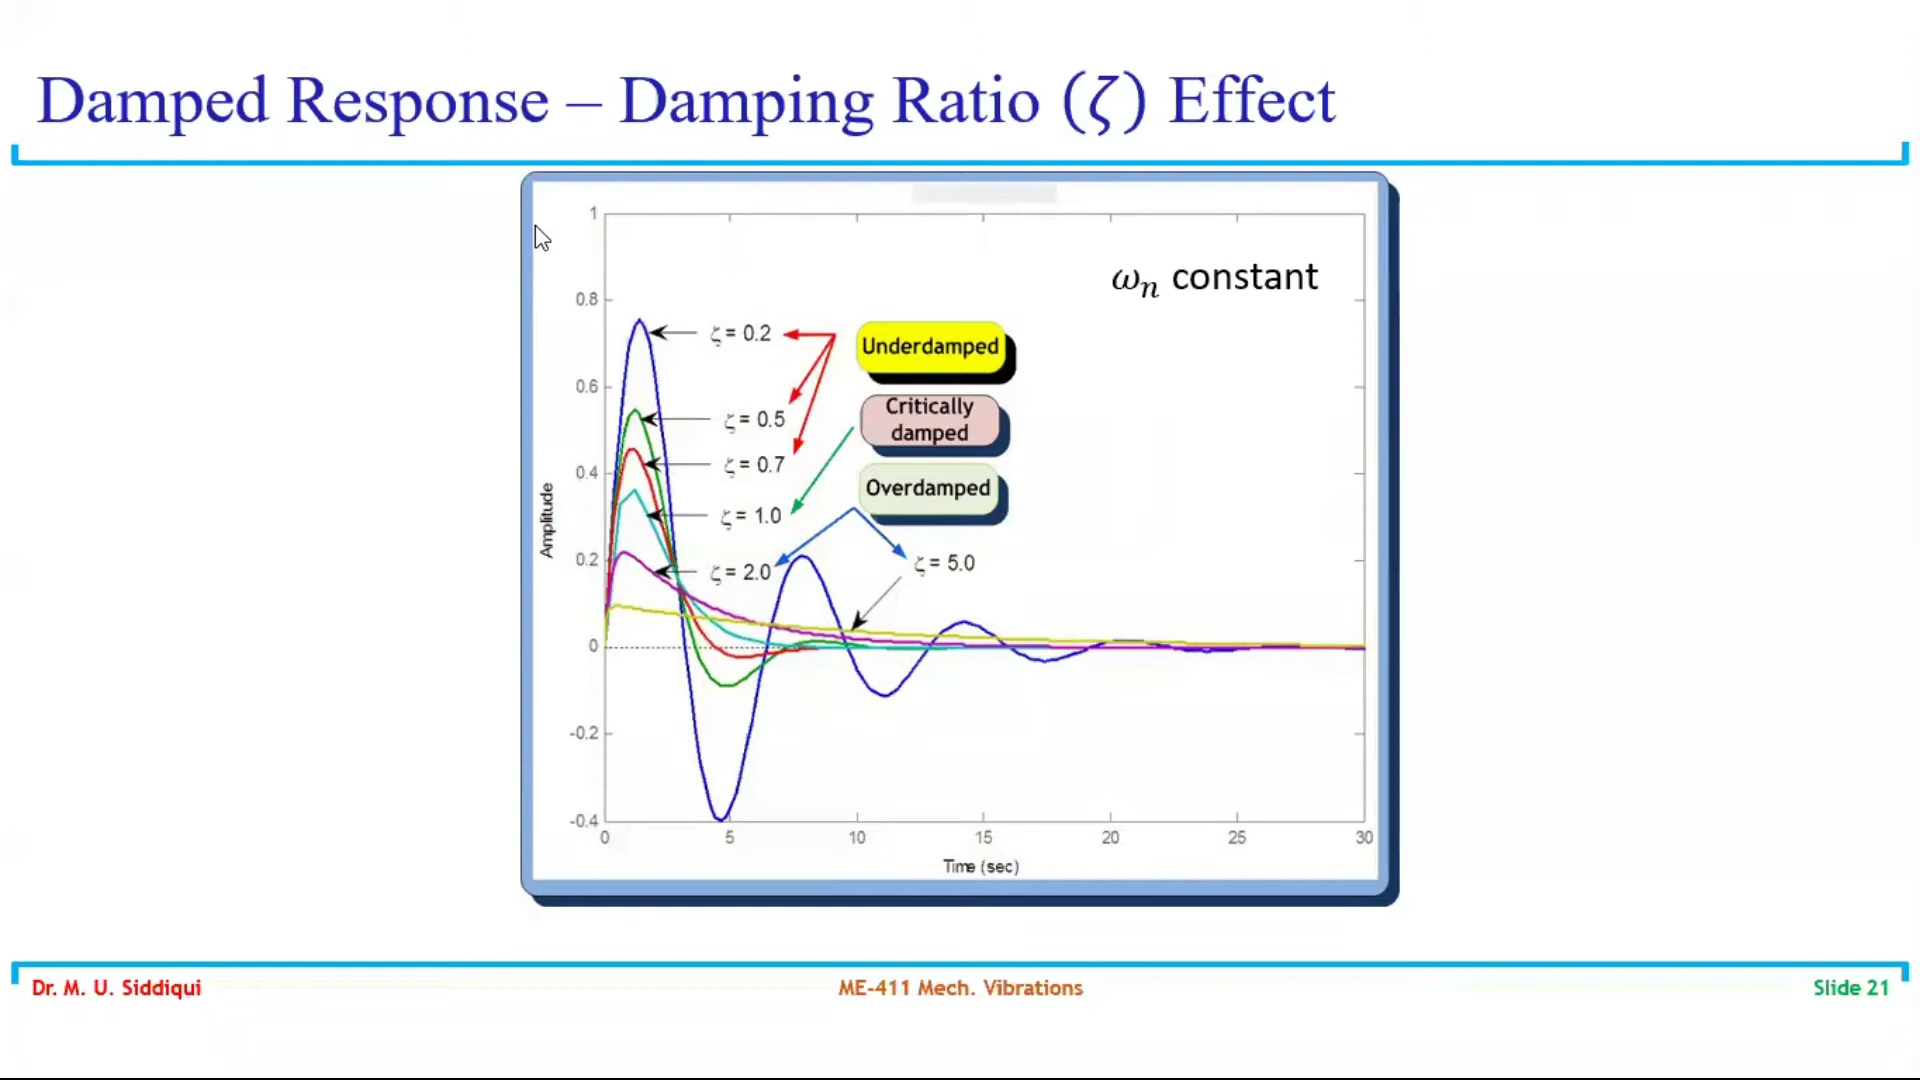 Damped Response – Damping Ratio (ζ) Effect
1
ωn constant
0.8
ζ = 0.2
Underdamped
0.6
Critically
damped
ζ = 0.5
ζ = 0.7
0.4
Overdamped
ζ = 1.0
Amplitude
0.2
ζ = 2.0
ζ = 5.0
0
-0.2
-0.4
0 5 10 15 20 25 30
Time (sec)
Dr. M. U. Siddiqui
ME-411 Mech. Vibrations
Slide 21